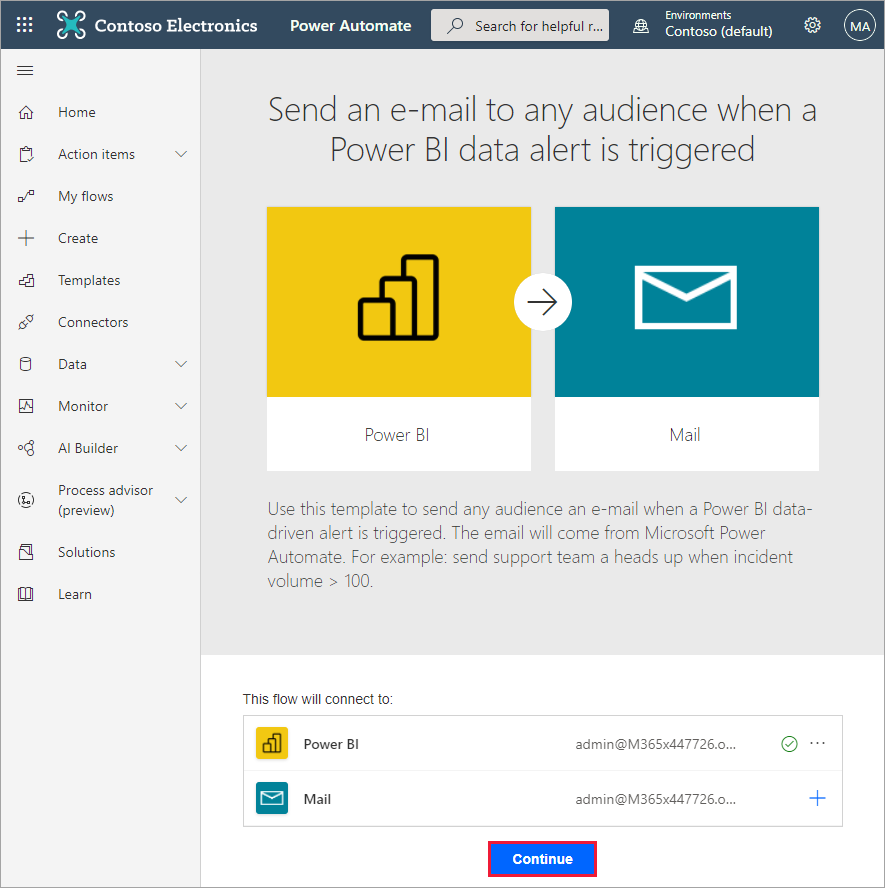 Contoso Electronics
Power Automate
Search for helpful r...
Environments
Contoso (default)
MA
Home
Action items
My flows
Create
Templates
Connectors
Data
Monitor
AI Builder
Process advisor
(preview)
Solutions
Learn
Send an e-mail to any audience when a
Power BI data alert is triggered
Power BI
Mail
Use this template to send any audience an e-mail when a Power BI data-
driven alert is triggered. The email will come from Microsoft Power
Automate. For example: send support team a heads up when incident
volume > 100.
This flow will connect to:
Power BI admin@M365x447726.o... ...
Mail admin@M365x447726.o...
Continue